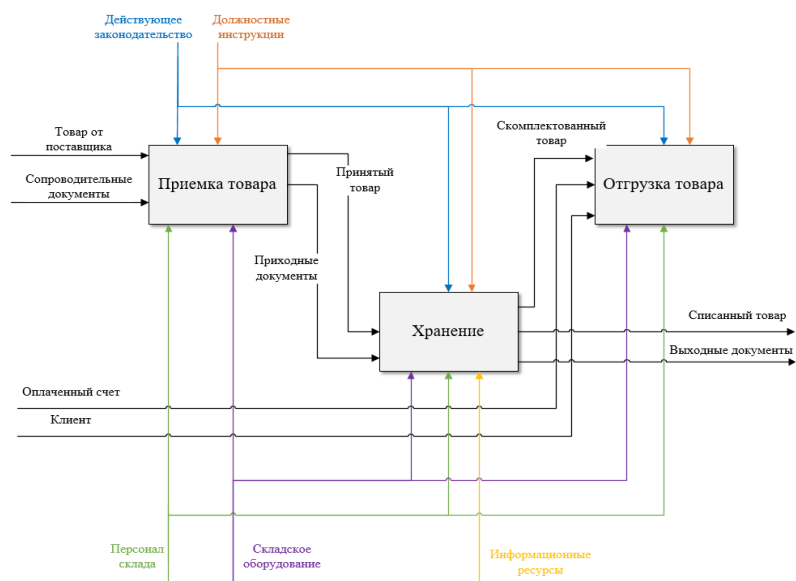 Действующее
законодательство
Должностные
инструкции
Товар от
поставщика
Сопроводительные
документы
Приемка товара
Принятый
товар
Приходные
документы
Скомплектованный
товар
Отгрузка товара
Хранение
Списанный товар
Выходные документы
Оплаченный счет
Клиент
Персонал
склада
Складское
оборудование
Информационные
ресурсы